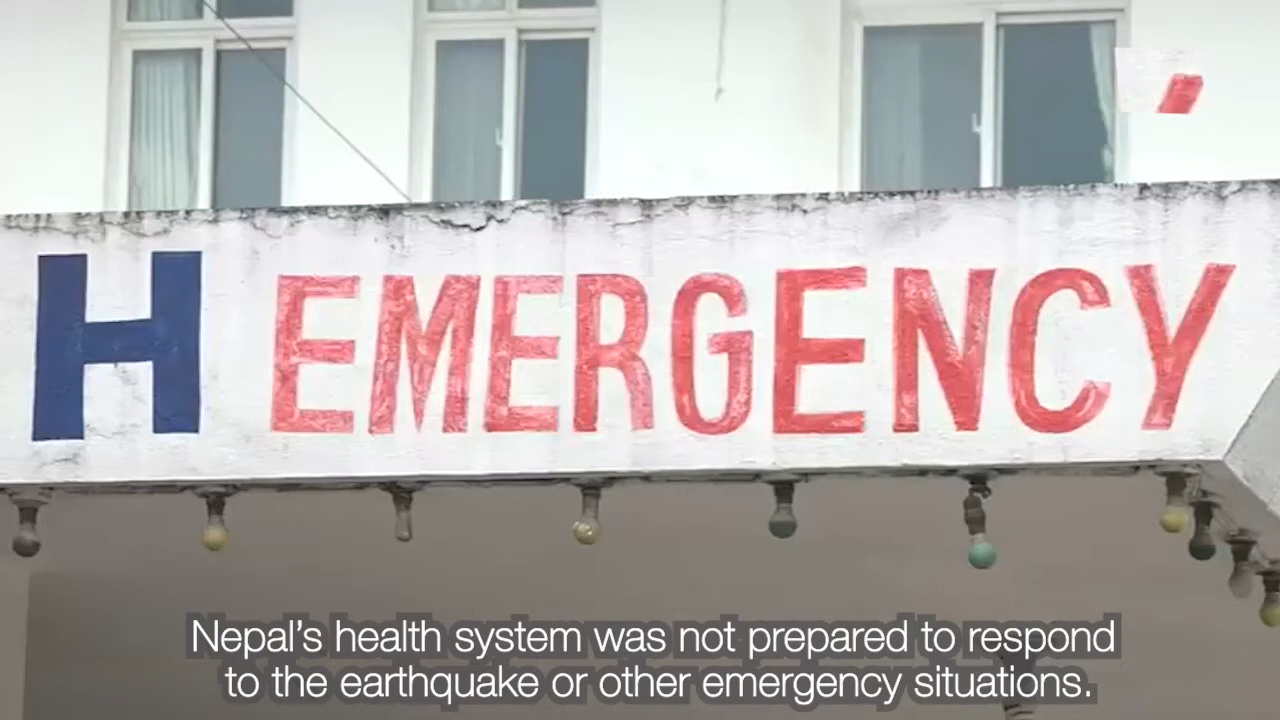 H EMERGENCY
Nepal's health system was not prepared to respond
to the earthquake or other emergency situations.